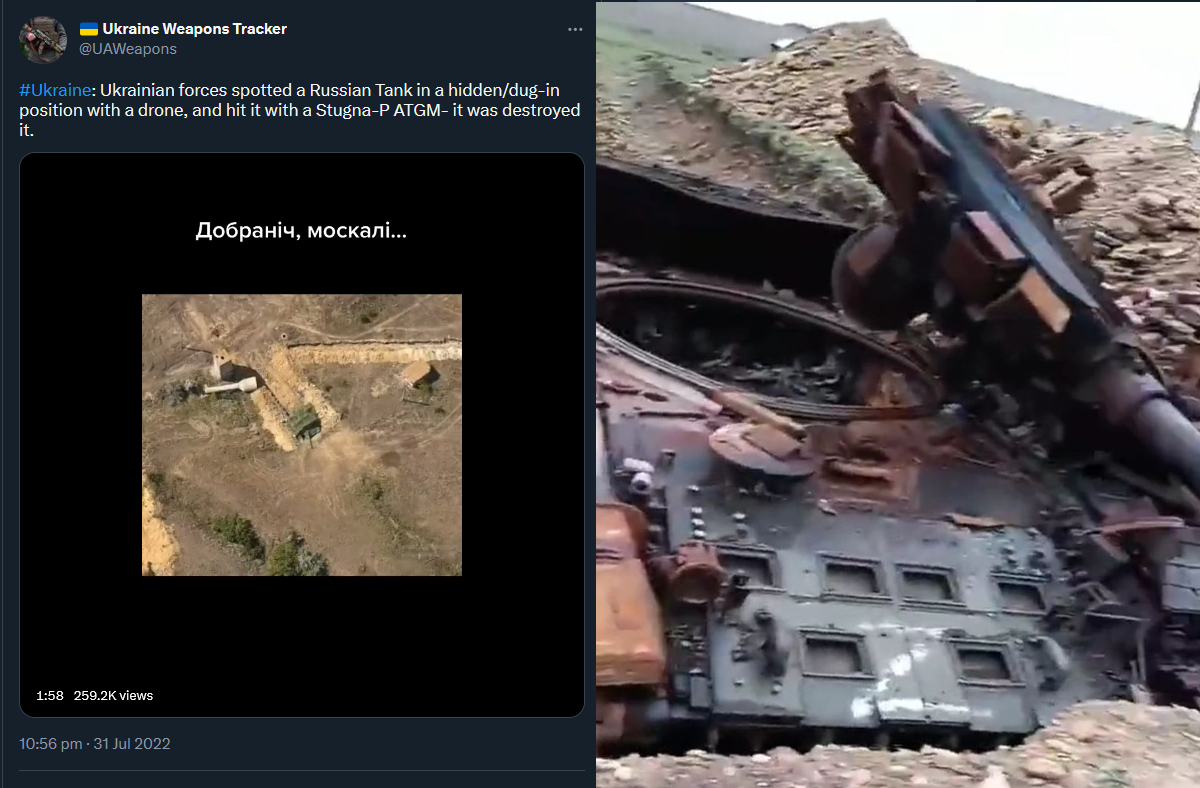 Ukraine Weapons Tracker
@UAWeapons
#Ukraine: Ukrainian forces spotted a Russian Tank in a hidden/dug-in
position with a drone, and hit it with a Stugna-P ATGM- it was destroyed
it.
Добраніч, москалі...
1:58 259.2K views
10:56 pm · 31 Jul 2022
Z